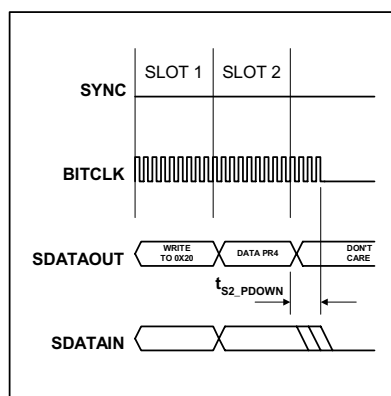 SLOT 1 SLOT 2
SYNC
BITCLK
SDATAOUT
WRITE
TO 0X20
DATA PR4
DON'T
CARE
tS2_PDOWN
SDATAIN